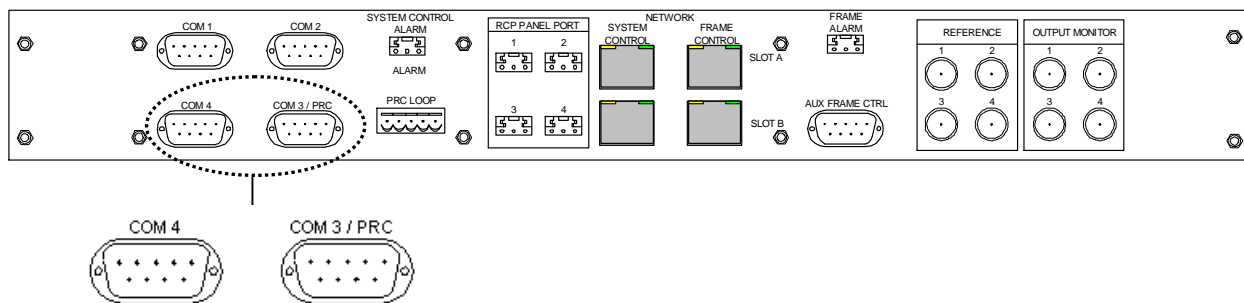 COM 1
COM 2
SYSTEM CONTROL
ALARM
ALARM
COM 4
COM 3 / PRC
PRC LOOP
RCP PANEL PORT
1 2
3 4
NETWORK
SYSTEM
CONTROL
FRAME
CONTROL
SLOT A
SLOT B
FRAME
ALARM
AUX FRAME CTRL
REFERENCE
1 2
3 4
OUTPUT MONITOR
1 2
3 4
COM 4
COM 3 / PRC